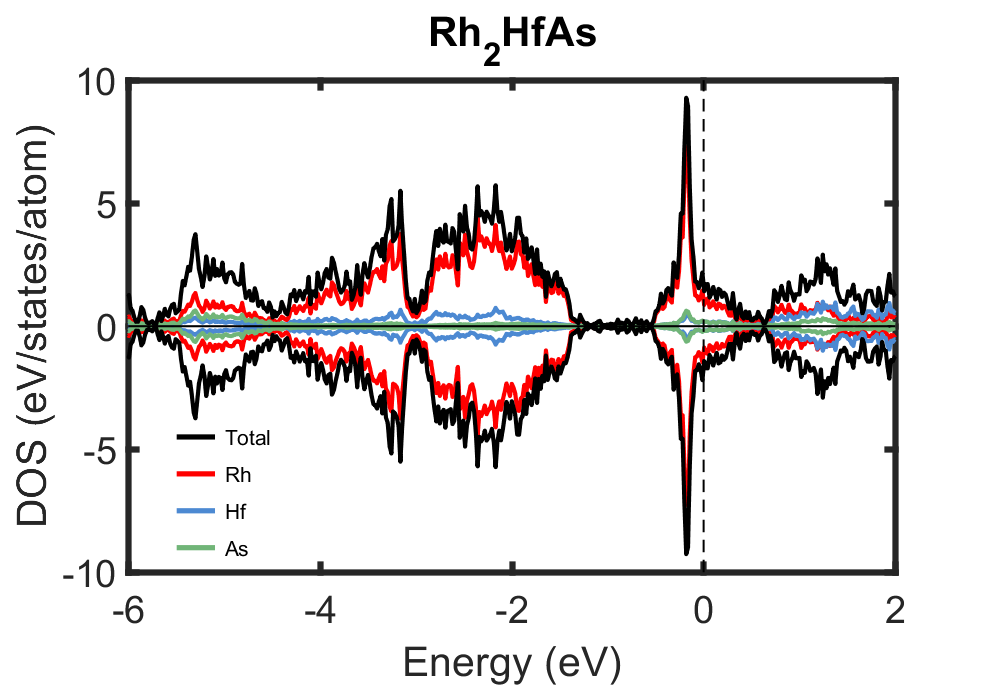 Rh2HfAs
10
5
0
-5
-10
DOS (eV/states/atom)
Total
Rh
Hf
As
-6 -4 -2 0 2
Energy (eV)